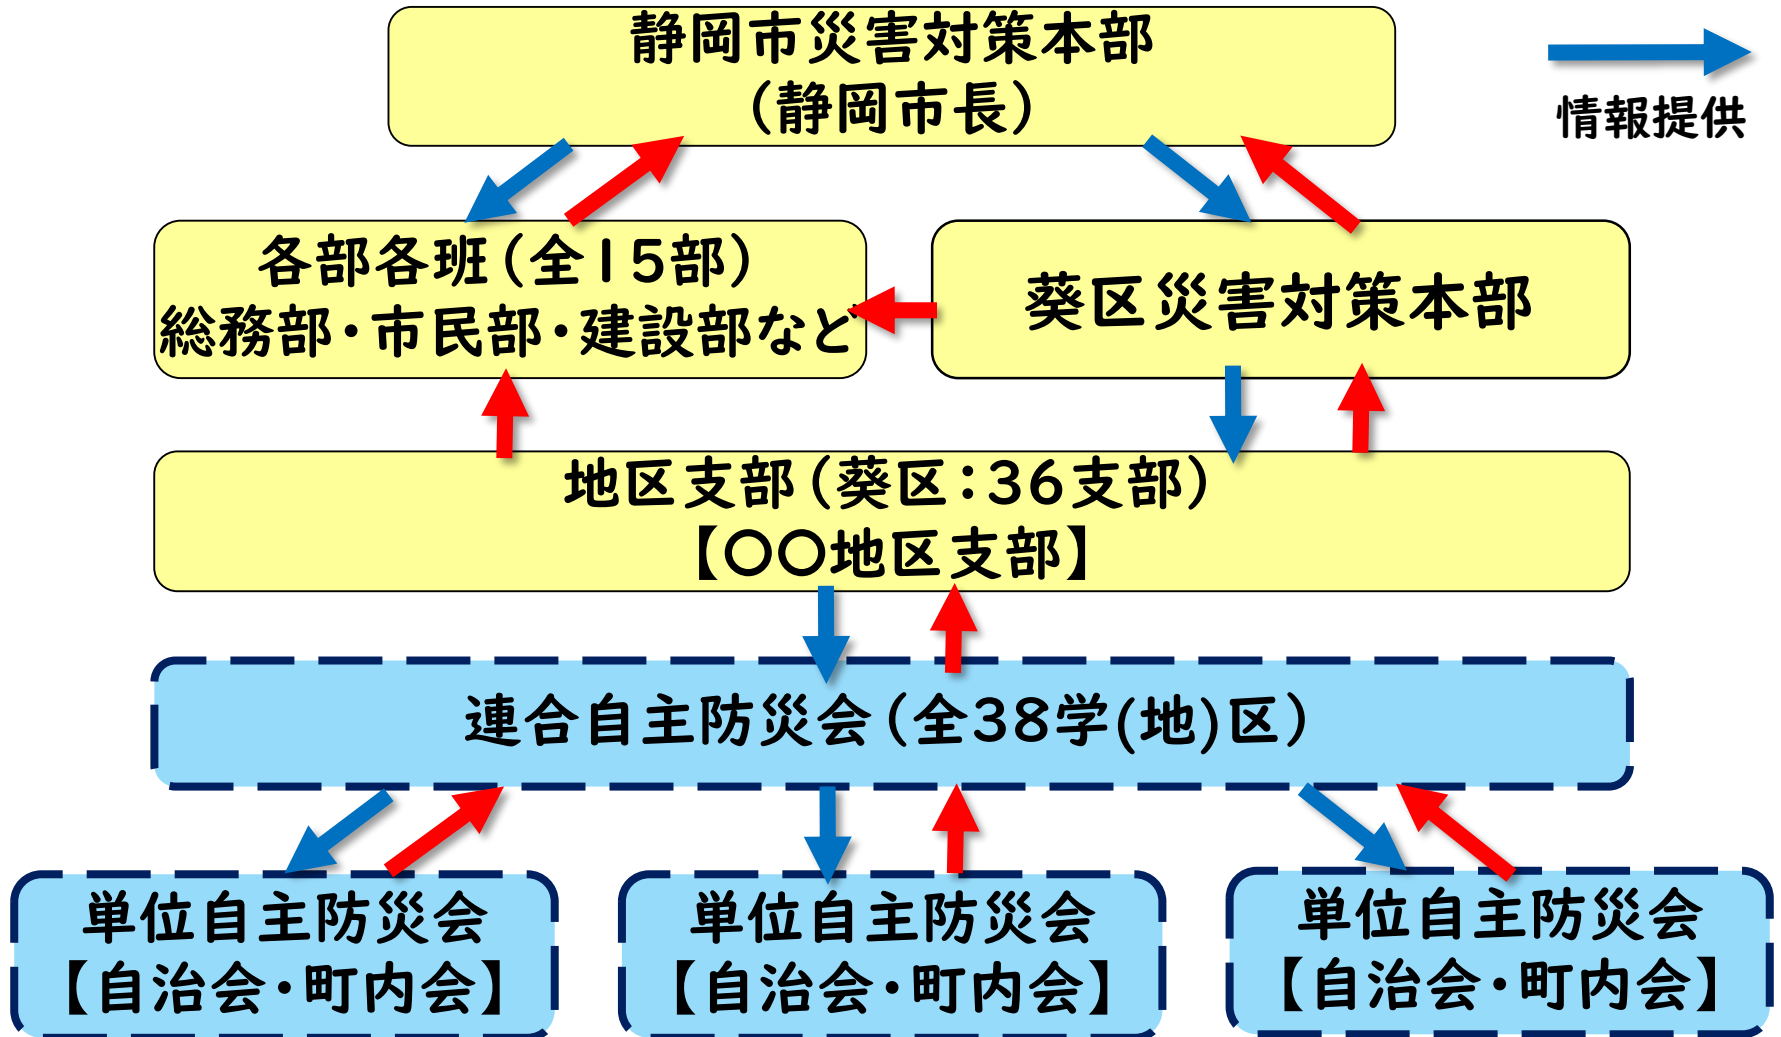 静岡市災害対策本部
（静岡市長）
情報提供
各部各班（全15部）
総務部・市民部・建設部など
葵区災害対策本部
地区支部（葵区：36支部）
【〇〇地区支部】
連合自主防災会（全38学(地)区）
単位自主防災会
【自治会・町内会】
単位自主防災会
【自治会・町内会】
単位自主防災会
【自治会・町内会】